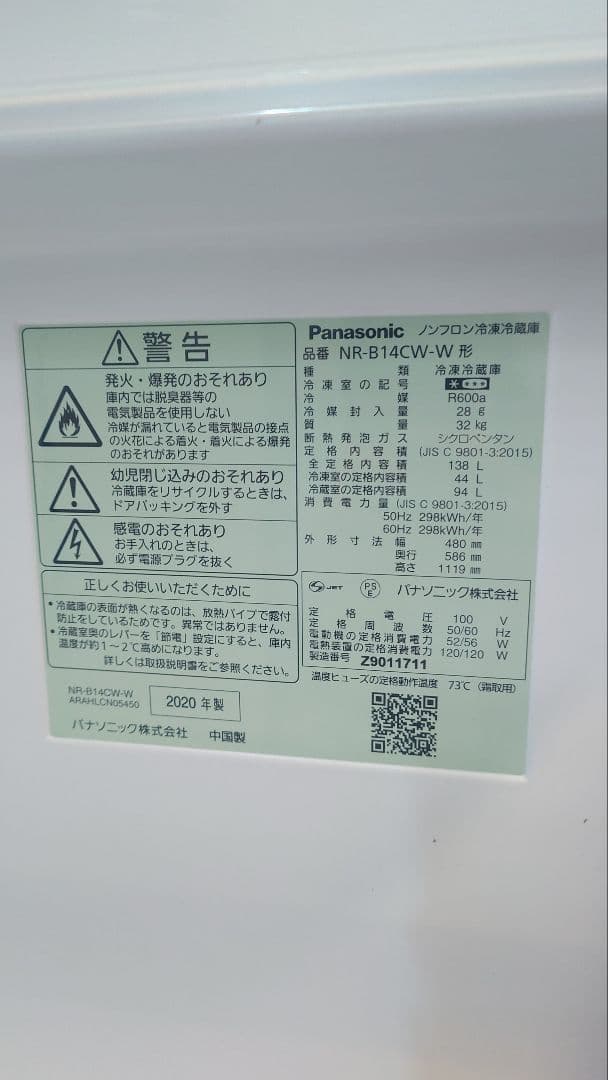 警告
発火・爆発のおそれあり
庫内では脱臭器等の
電気製品を使用しない
冷媒が漏れていると電気製品の接点
の火花による着火・着火による爆発
のおそれがあります
幼児閉じ込みのおそれあり
冷蔵庫をリサイクルするときは、
ドアパッキングを外す
感電のおそれあり
お手入れのときは、
必ず電源プラグを抜く
正しくお使いいただくために
•冷蔵庫の表面が熱くなるのは、放熱パイプで露付
防止をしているためです。異常ではありません。
•冷蔵室奥のレバーを「節電」設定にすると、庫内
温度が約1〜2℃高めになります。
詳しくは取扱説明書をご参照ください。
NR-B14CW-W
ARAHLCN05450
2020年製
パナソニック株式会社 中国製
Panasonic ノンフロン冷凍冷蔵庫
品番 NR-B14CW-W 形
種類 冷凍冷蔵庫
冷凍室の記号
冷媒 R600a
冷媒封入量 28 g
質量 32 kg
断熱発泡ガス シクロペンタン
定格内容積 (JIS C 9801-3:2015)
全定格内容積 138 L
冷凍室の定格内容積 44 L
冷蔵室の定格内容積 94 L
消費電力量 (JIS C 9801-3:2015)
50Hz 298kWh/年
60Hz 298kWh/年
外形寸法 幅 480 mm
奥行 586 mm
高さ 1119 mm
JET PS E パナソニック株式会社
定格電圧 100 V
定格周波数 50/60 Hz
電動機の定格消費電力 52/56 W
電熱装置の定格消費電力 120/120 W
製造番号 Z9011711
温度ヒューズの定格動作温度 73℃(霜取用)